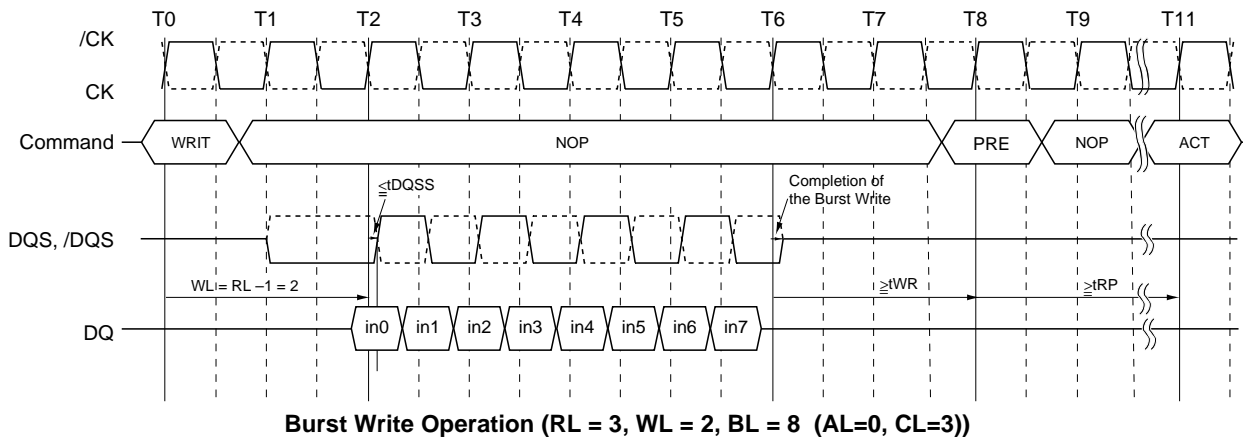 T0 T1 T2 T3 T4 T5 T6 T7 T8 T9 T11
/CK
CK
Command WRIT NOP PRE NOP ACT
≦tDQSS
Completion of
the Burst Write
DQS, /DQS
WL = RL –1 = 2
≧tWR
≧tRP
DQ in0 in1 in2 in3 in4 in5 in6 in7
Burst Write Operation (RL = 3, WL = 2, BL = 8 (AL=0, CL=3))